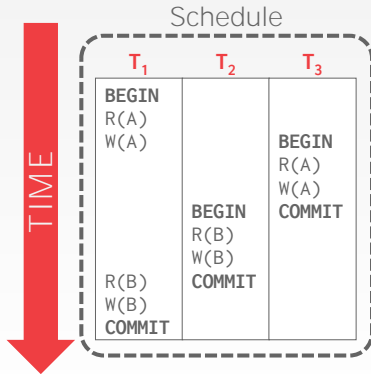 Schedule
TIME
T1 T2 T3
BEGIN
R(A)
W(A) BEGIN
R(A)
W(A)
BEGIN COMMIT
R(B)
W(B)
R(B) COMMIT
W(B)
COMMIT